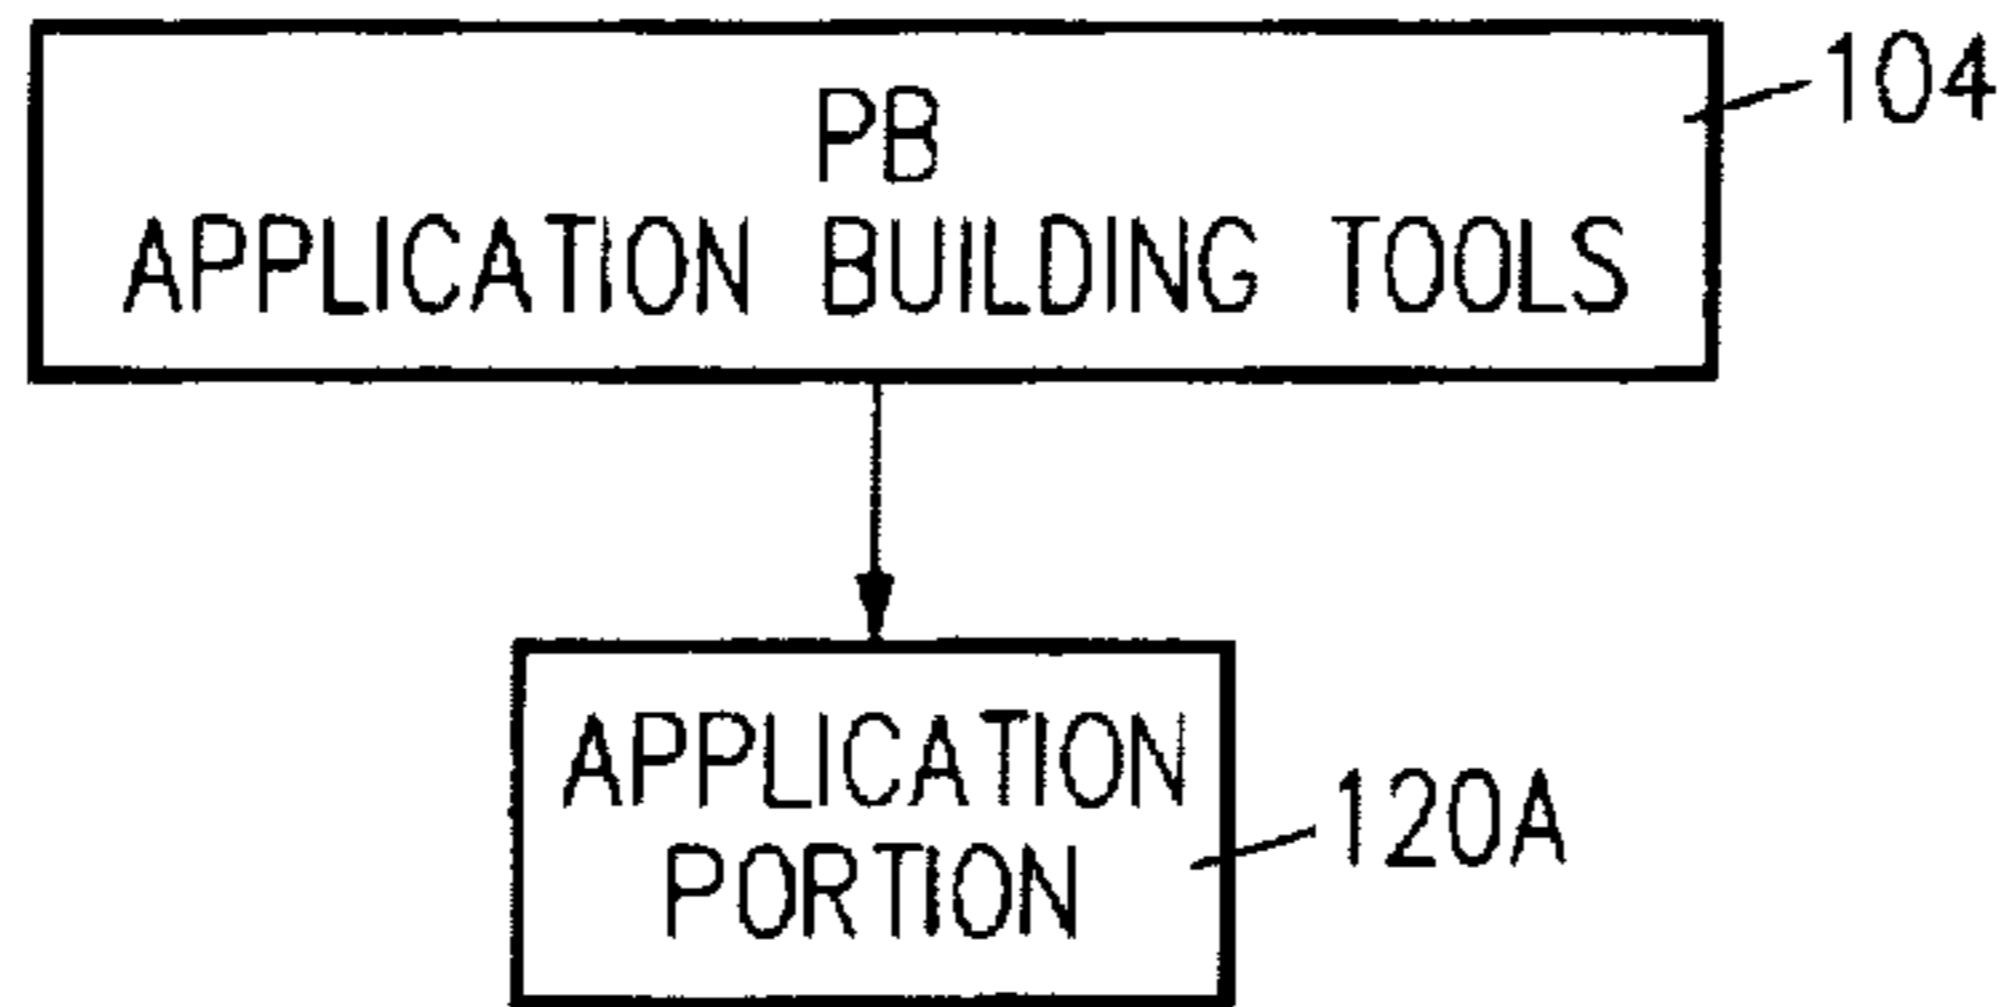 PB
APPLICATION BUILDING TOOLS
104
APPLICATION
PORTION
120A